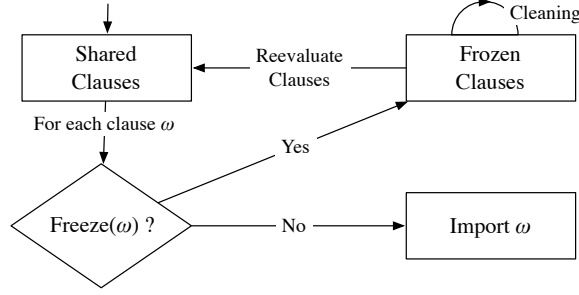 Cleaning
Shared
Clauses
Reevaluate
Clauses
Frozen
Clauses
For each clause ω
Yes
Freeze(ω) ?
No
Import ω